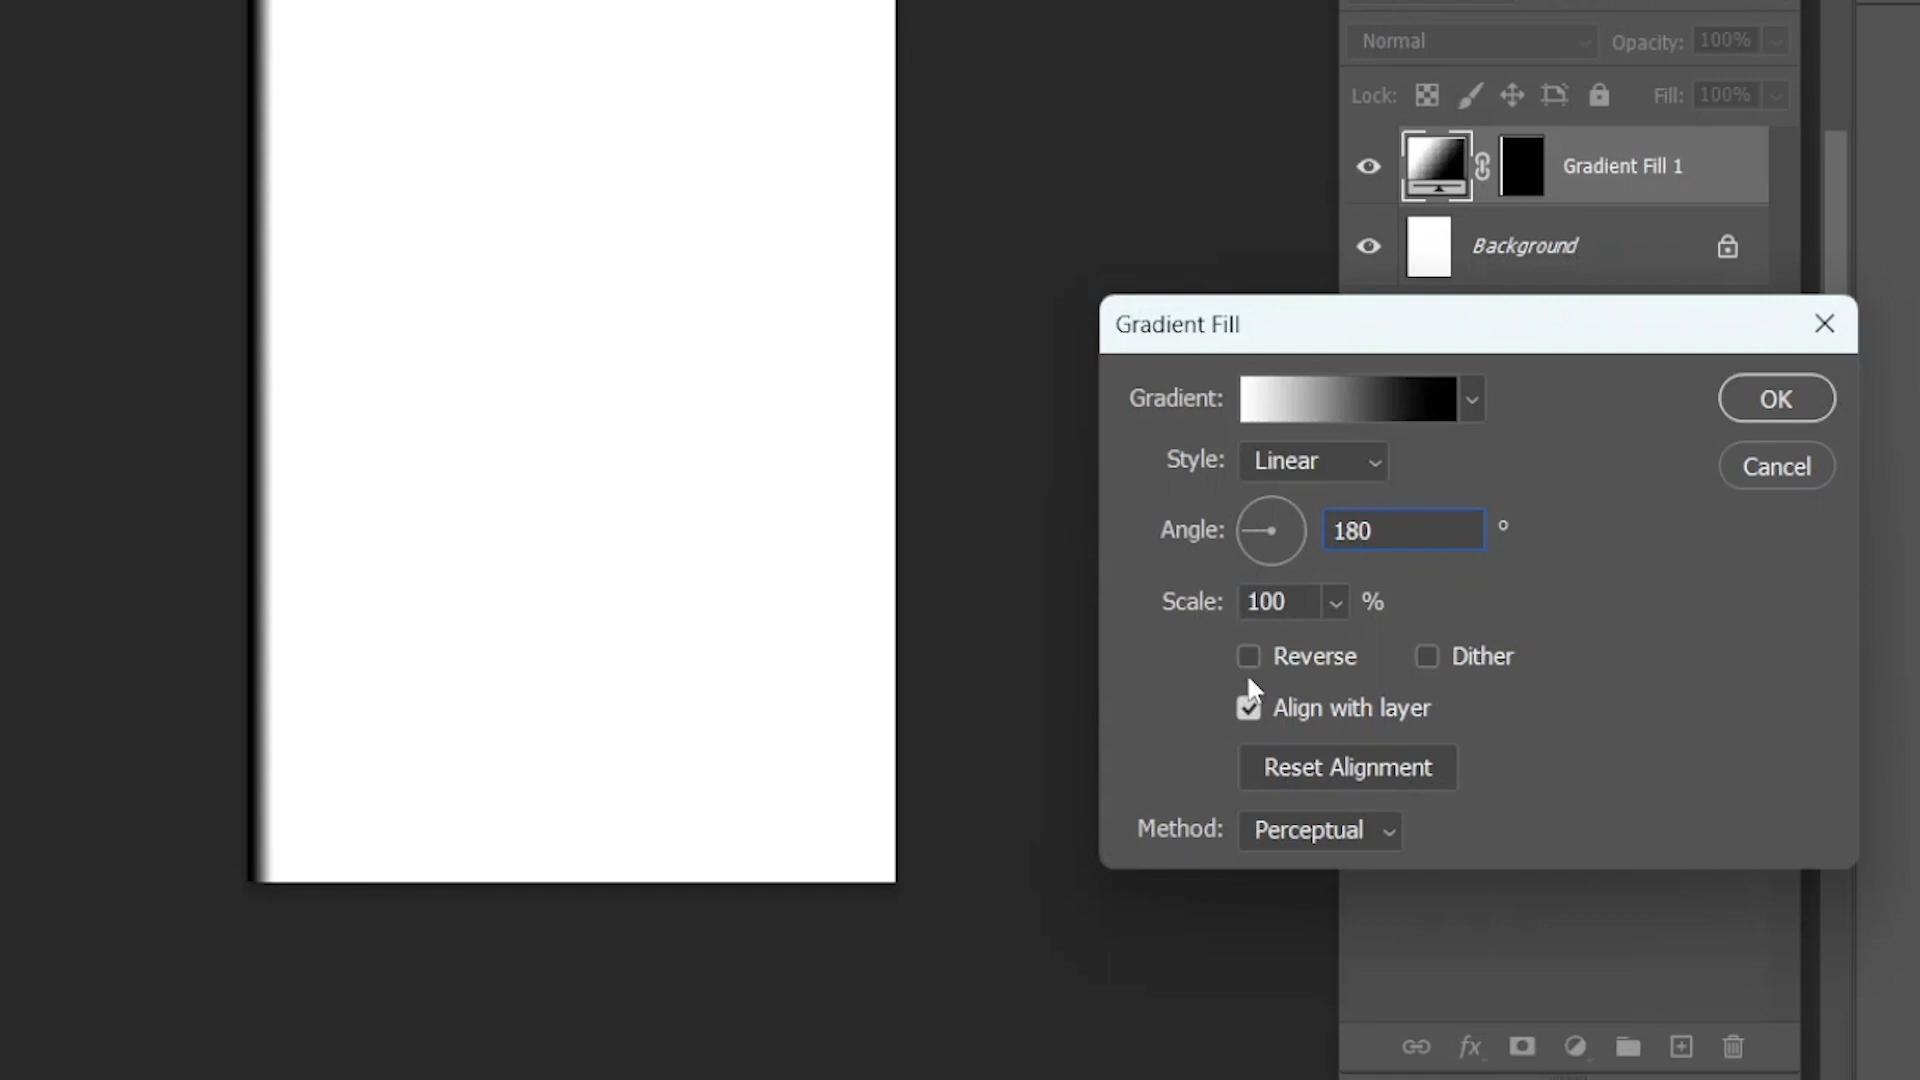 Normal Opacity: 100%
Lock: Fill: 100%
Gradient Fill 1
Background
Gradient Fill
Gradient: OK
Style: Linear Cancel
Angle: 180 °
Scale: 100 %
Reverse Dither
Align with layer
Reset Alignment
Method: Perceptual
fx